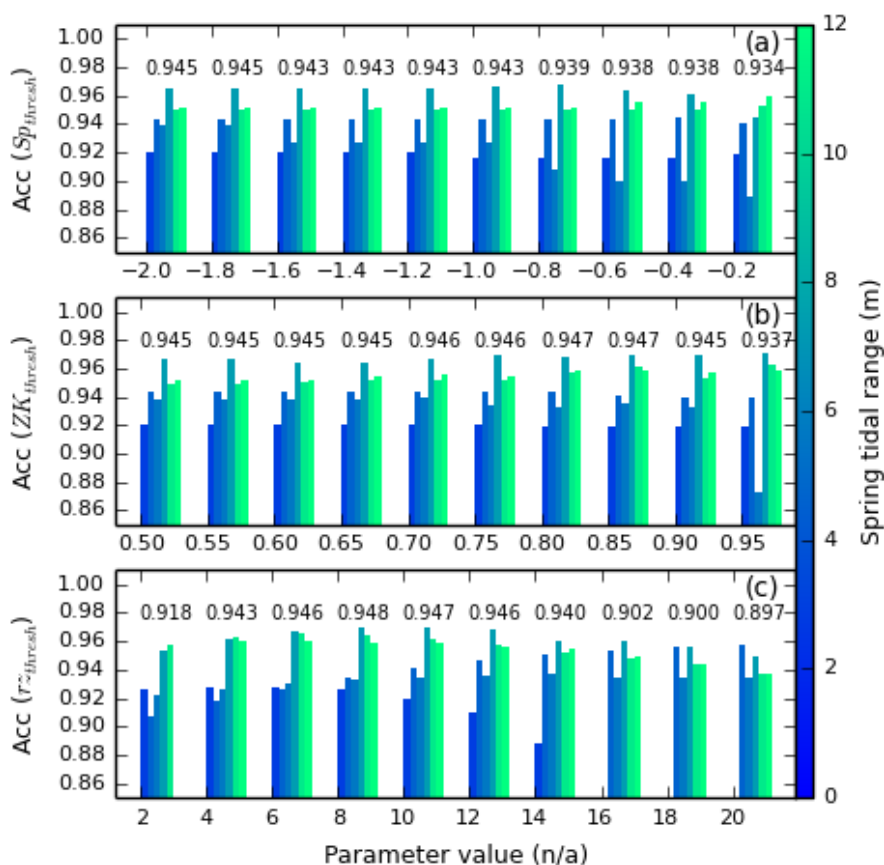 (a)
Acc (Sp_thresh)
1.00
0.98
0.96
0.94
0.92
0.90
0.88
0.86
0.945 0.945 0.943 0.943 0.943 0.943 0.939 0.938 0.938 0.934
−2.0 −1.8 −1.6 −1.4 −1.2 −1.0 −0.8 −0.6 −0.4 −0.2
(b)
Acc (ZK_thresh)
1.00
0.98
0.96
0.94
0.92
0.90
0.88
0.86
0.945 0.945 0.945 0.945 0.946 0.946 0.947 0.947 0.945 0.937
0.50 0.55 0.60 0.65 0.70 0.75 0.80 0.85 0.90 0.95
(c)
Acc (rz_thresh)
1.00
0.98
0.96
0.94
0.92
0.90
0.88
0.86
0.918 0.943 0.946 0.948 0.947 0.946 0.940 0.902 0.900 0.897
2 4 6 8 10 12 14 16 18 20
Parameter value (n/a)
12
10
8
6
4
2
0
Spring tidal range (m)